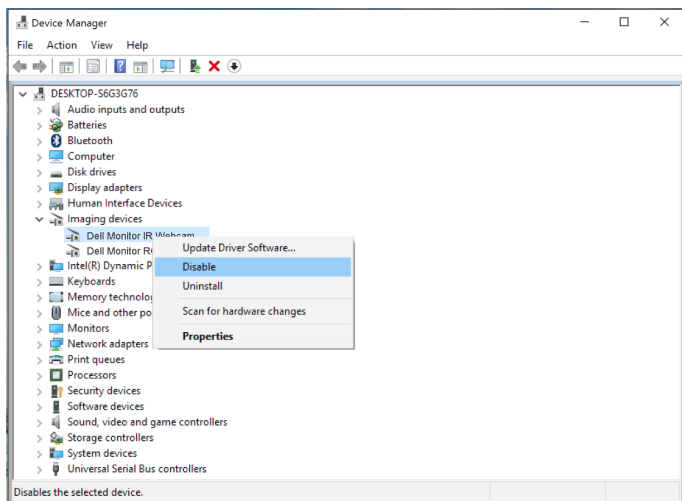 Device Manager
File Action View Help
DESKTOP-S6G3G76
Audio inputs and outputs
Batteries
Bluetooth
Computer
Disk drives
Display adapters
Human Interface Devices
Imaging devices
Dell Monitor IR Webcam
Dell Monitor
Update Driver Software...
Disable
Uninstall
Scan for hardware changes
Properties
Intel(R) Dynamic
Keyboards
Memory
Mice and other
Monitors
Network adapters
Print queues
Processors
Security devices
Software devices
Sound, video and game controllers
Storage controllers
System devices
Universal Serial Bus controllers
Disables the selected device.